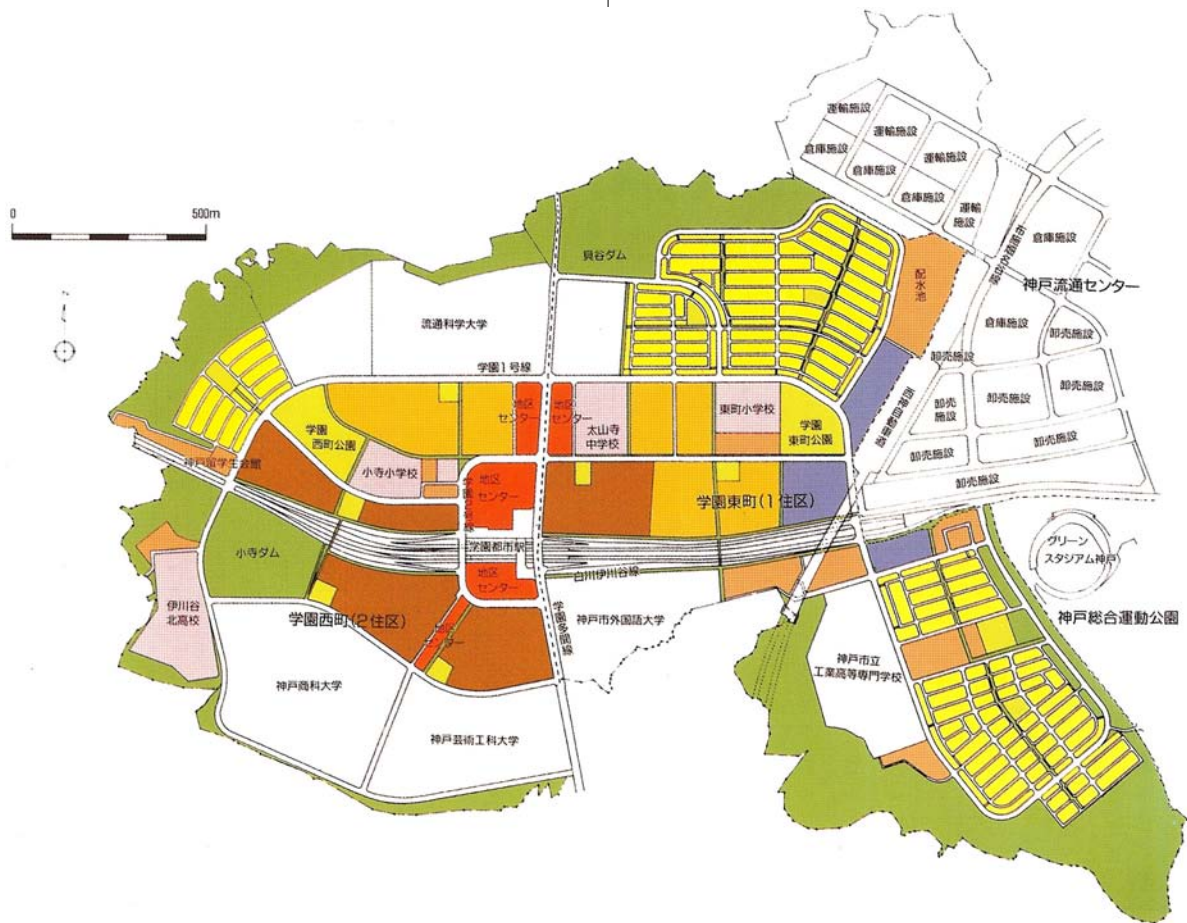 運輸施設
運輸施設
倉庫施設
運輸施設
倉庫施設
倉庫施設
運輸
施設
0
500m
倉庫施設
貝谷ダム
配水池
神戸流通センター
流通科学大学
倉庫施設
卸売施設
卸売施設
学園1号線
卸売施設
卸売施設
地区
センター
地区
センター
太山寺
中学校
東町小学校
学園
東町公園
卸売
施設
卸売施設
卸売施設
学園
西町公園
神戸留学生会館
小寺小学校
地区
センター
学園東町(1住区)
卸売施設
小寺ダム
学園都市駅
グリーン
スタジアム神戸
地区
センター
白川伊川谷線
伊川谷
北高校
学園西町(2住区)
地区
センター
学園多聞線
神戸市外国語大学
神戸総合運動公園
神戸市立
工業高等専門学校
神戸商科大学
神戸芸術工科大学